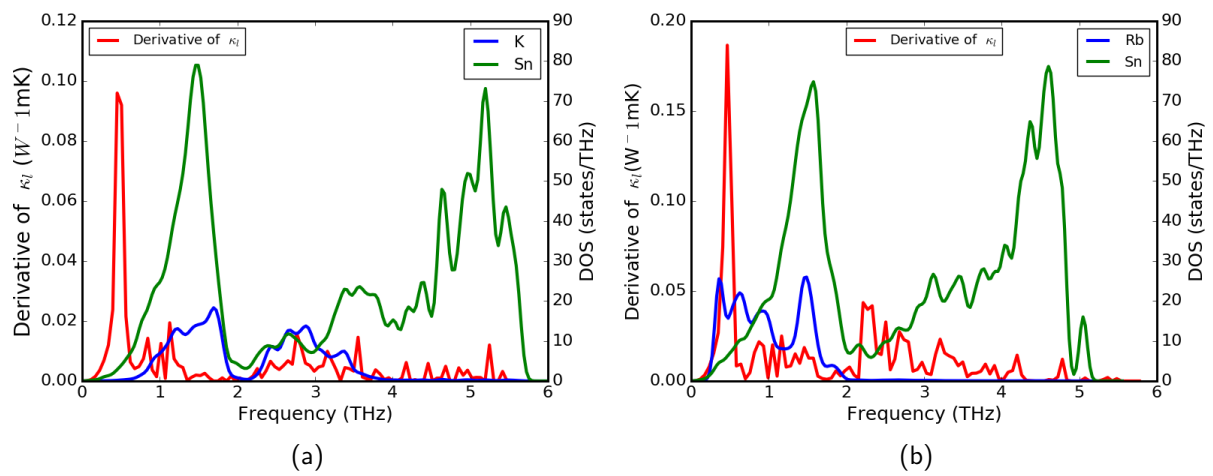 0.12
0.10
0.08
0.06
0.04
0.02
0.00
Derivative of κₗ (W⁻1mK)
Derivative of κₗ
K
Sn
90
80
70
60
50
40
30
20
10
0
DOS (states/THz)
0 1 2 3 4 5 6
Frequency (THz)
(a)
0.20
0.15
0.10
0.05
0.00
Derivative of κₗ(W⁻1mK)
Derivative of κₗ
Rb
Sn
90
80
70
60
50
40
30
20
10
0
DOS (states/THz)
0 1 2 3 4 5 6
Frequency (THz)
(b)